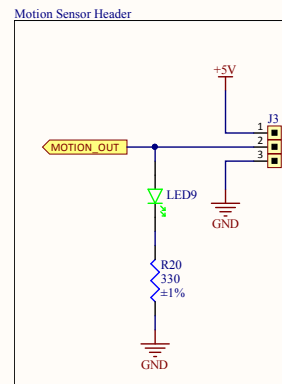 Motion Sensor Header
+5V
J3
1
2
3
MOTION_OUT
LED9
GND
R20
330
±1%
GND